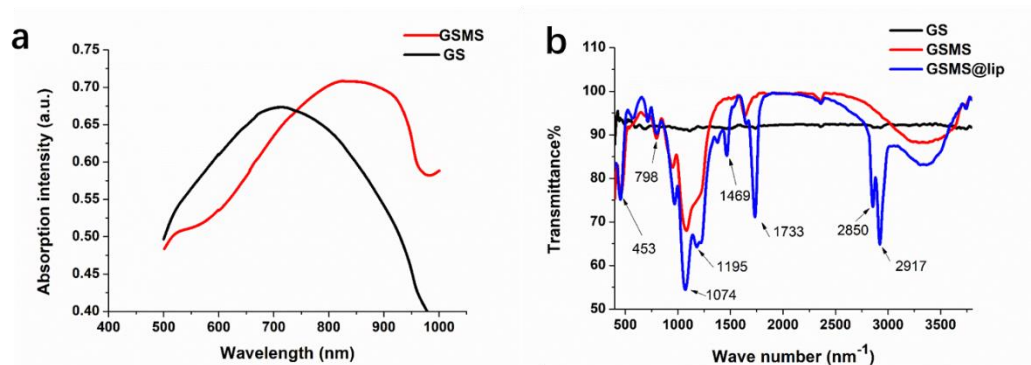 a
GSMS
GS
Absorption intensity (a.u.)
0.75
0.70
0.65
0.60
0.55
0.50
0.45
0.40
400 500 600 700 800 900 1000
Wavelength (nm)
b
GS
GSMS
GSMS@lip
Transmittance%
110
100
90
80
70
60
50
798
453
1469
1733
2850
2917
1195
1074
500 1000 1500 2000 2500 3000 3500
Wave number (nm⁻¹)